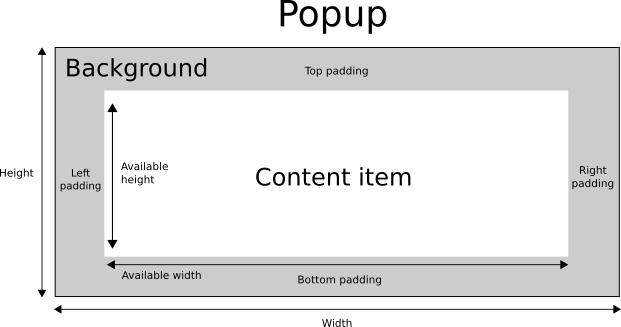 Popup
Background
Top padding
Height
Left
padding
Available
height
Content item
Right
padding
Available width
Bottom padding
Width